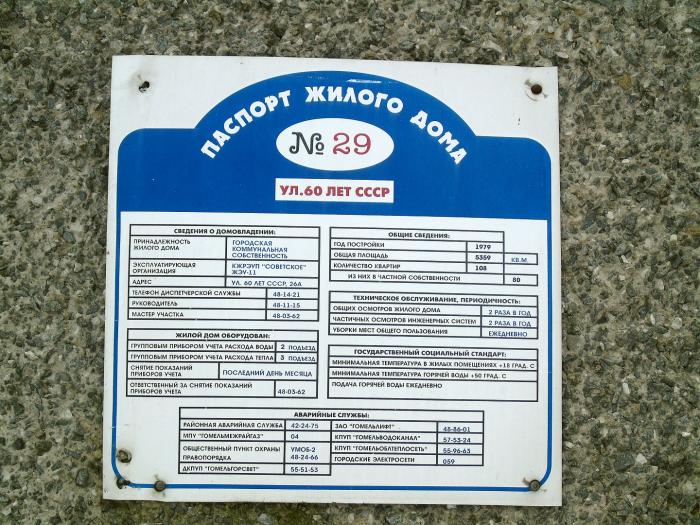 ПАСПОРТ ЖИЛОГО ДОМА
№ 29
УЛ.60 ЛЕТ СССР
СВЕДЕНИЯ О ДОМОВЛАДЕНИИ:
ПРИНАДЛЕЖНОСТЬ ЖИЛОГО ДОМА
ГОРОДСКАЯ КОММУНАЛЬНАЯ СОБСТВЕННОСТЬ
ЭКСПЛУАТИРУЮЩАЯ ОРГАНИЗАЦИЯ
КЖРЭУП "СОВЕТСКОЕ" ЖЭУ-11
АДРЕС УЛ. 60 ЛЕТ СССР, 26А
ТЕЛЕФОН ДИСПЕТЧЕРСКОЙ СЛУЖБЫ 48-14-21
РУКОВОДИТЕЛЬ 48-11-15
МАСТЕР УЧАСТКА 48-03-62
ОБЩИЕ СВЕДЕНИЯ:
ГОД ПОСТРОЙКИ 1979
ОБЩАЯ ПЛОЩАДЬ 5359 КВ.М.
КОЛИЧЕСТВО КВАРТИР 108
ИЗ НИХ В ЧАСТНОЙ СОБСТВЕННОСТИ 80
ТЕХНИЧЕСКОЕ ОБСЛУЖИВАНИЕ, ПЕРИОДИЧНОСТЬ:
ОБЩИХ ОСМОТРОВ ЖИЛОГО ДОМА 2 РАЗА В ГОД
ЧАСТИЧНЫХ ОСМОТРОВ ИНЖЕНЕРНЫХ СИСТЕМ 2 РАЗА В ГОД
УБОРКИ МЕСТ ОБЩЕГО ПОЛЬЗОВАНИЯ ЕЖЕДНЕВНО
ЖИЛОЙ ДОМ ОБОРУДОВАН:
ГРУППОВЫМ ПРИБОРОМ УЧЕТА РАСХОДА ВОДЫ 2 ПОДЪЕЗД
ГРУППОВЫМ ПРИБОРОМ УЧЕТА РАСХОДА ТЕПЛА 3 ПОДЪЕЗД
СНЯТИЕ ПОКАЗАНИЙ ПРИБОРОВ УЧЕТА
ПОСЛЕДНИЙ ДЕНЬ МЕСЯЦА
ОТВЕТСТВЕННЫЙ ЗА СНЯТИЕ ПОКАЗАНИЙ ПРИБОРОВ УЧЕТА
48-03-62
ГОСУДАРСТВЕННЫЙ СОЦИАЛЬНЫЙ СТАНДАРТ:
МИНИМАЛЬНАЯ ТЕМПЕРАТУРА В ЖИЛЫХ ПОМЕЩЕНИЯХ +18 ГРАД. С
МИНИМАЛЬНАЯ ТЕМПЕРАТУРА ГОРЯЧЕЙ ВОДЫ +50 ГРАД. С
ПОДАЧА ГОРЯЧЕЙ ВОДЫ ЕЖЕДНЕВНО
АВАРИЙНЫЕ СЛУЖБЫ:
РАЙОННАЯ АВАРИЙНАЯ СЛУЖБА 42-24-75
МПУ "ГОМЕЛЬМЕЖРАЙГАЗ" 04
ОБЩЕСТВЕННЫЙ ПУНКТ ОХРАНЫ ПРАВОПОРЯДКА
УМОБ-2 48-24-66
ДКПУП "ГОМЕЛЬГОРСВЕТ" 55-51-53
ЗАО "ГОМЕЛЬЛИФТ" 48-86-01
КПУП "ГОМЕЛЬВОДОКАНАЛ" 57-53-24
КПУП "ГОМЕЛЬОБЛТЕПЛОСЕТЬ" 55-96-63
ГОРОДСКИЕ ЭЛЕКТРОСЕТИ 059